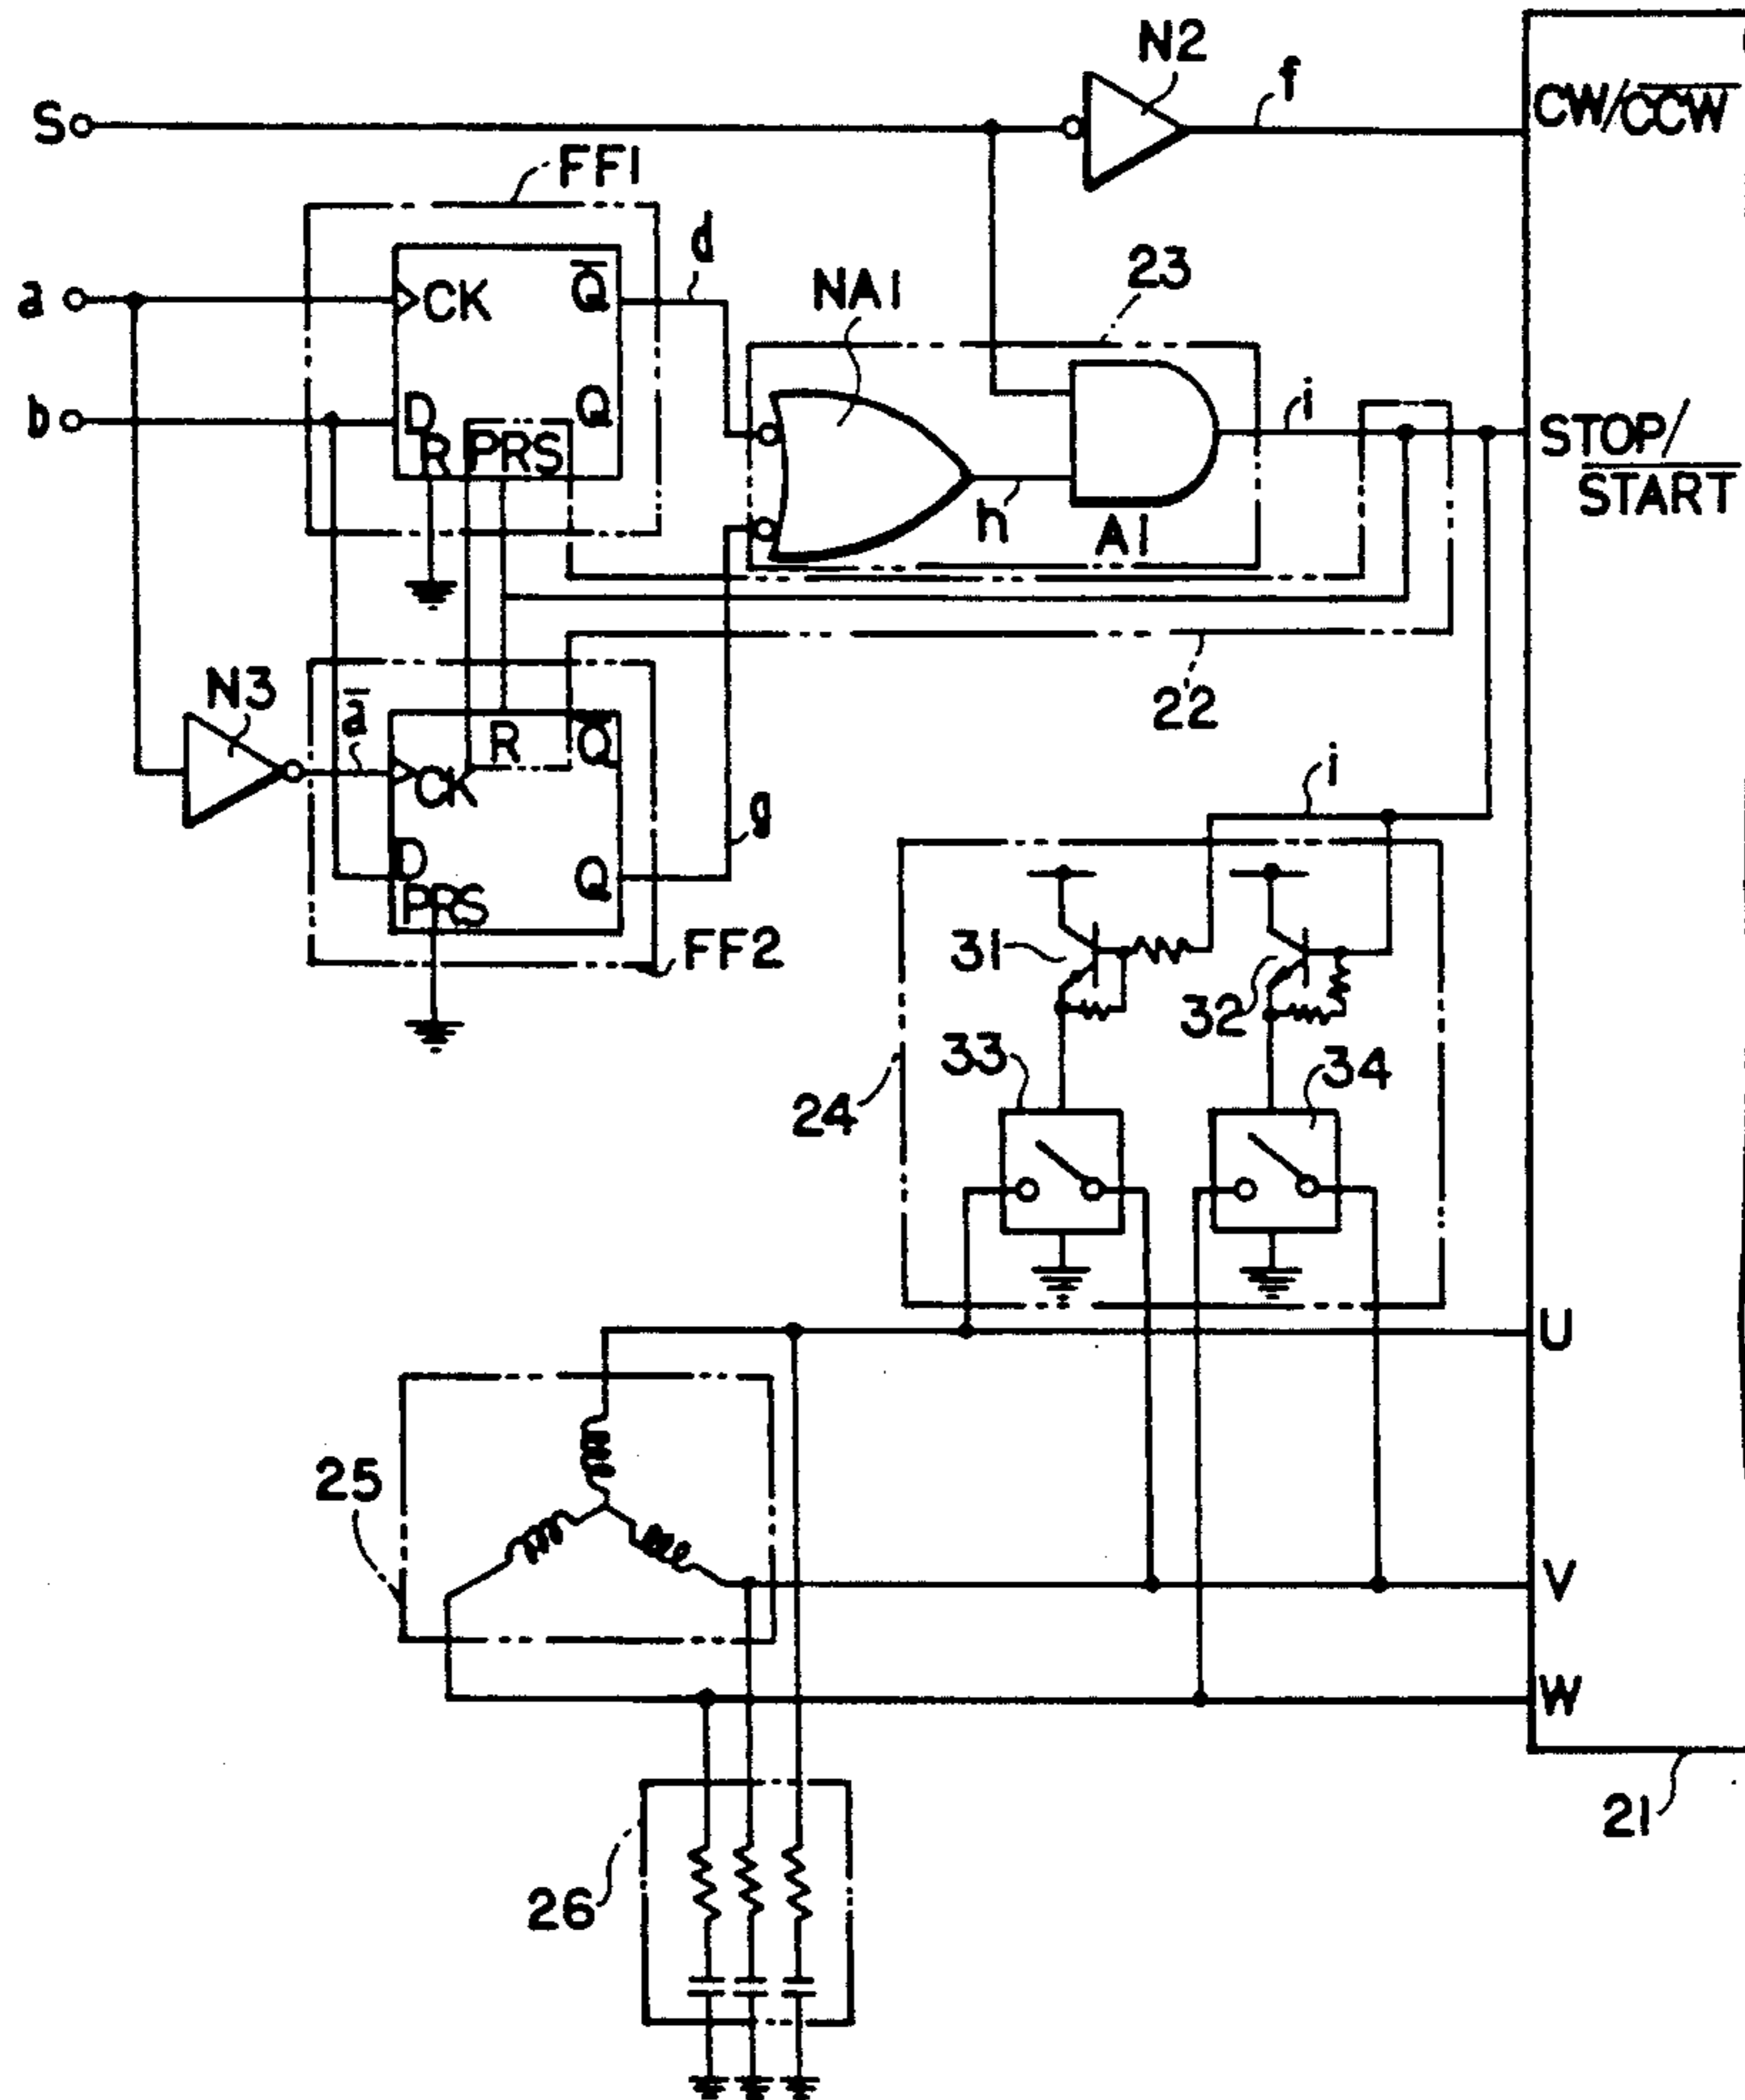 N2
S
f
CW/CCW
FF1
d
a
CK
Q
NA1
23
b
D
Q
i
R
PRS
STOP/
START
h
A1
22
N3
a
R
Q
CK
g
i
D
Q
PRS
FF2
31
32
33
34
24
U
25
V
W
21
26